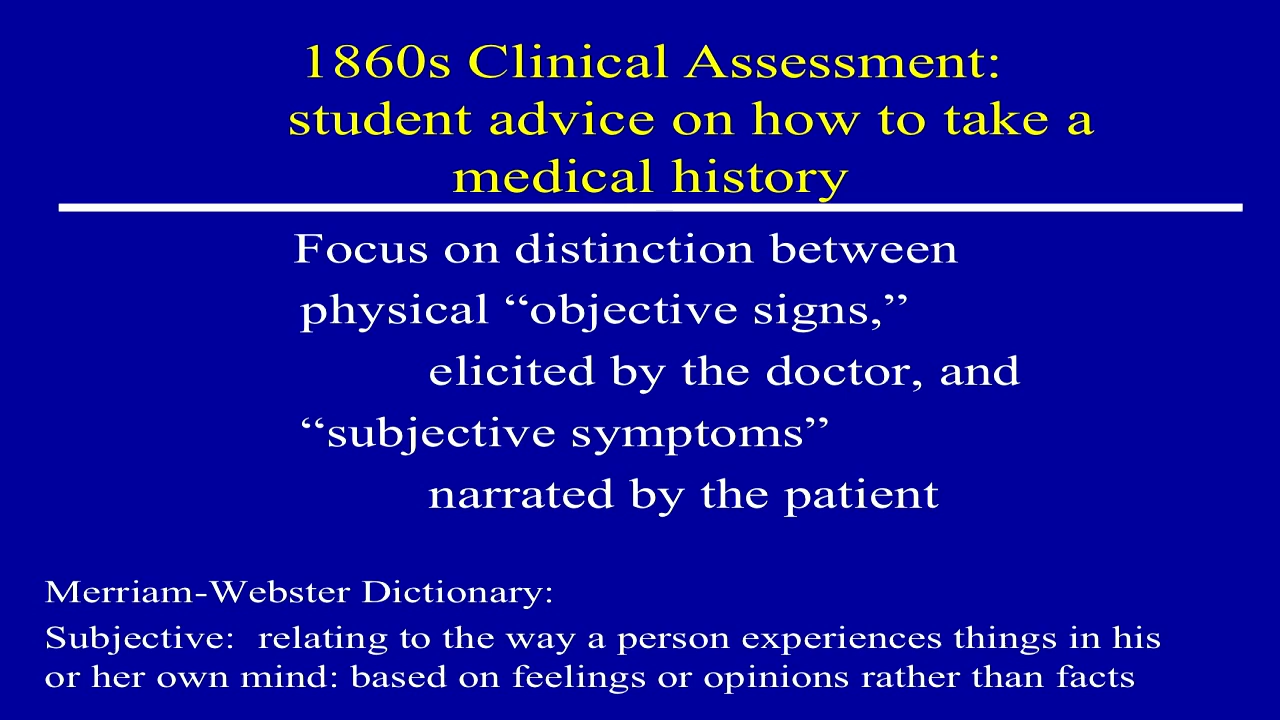 1860s Clinical Assessment:
student advice on how to take a
medical history
Focus on distinction between
physical “objective signs,”
elicited by the doctor, and
“subjective symptoms”
narrated by the patient
Merriam-Webster Dictionary:
Subjective:  relating to the way a person experiences things in his
or her own mind: based on feelings or opinions rather than facts